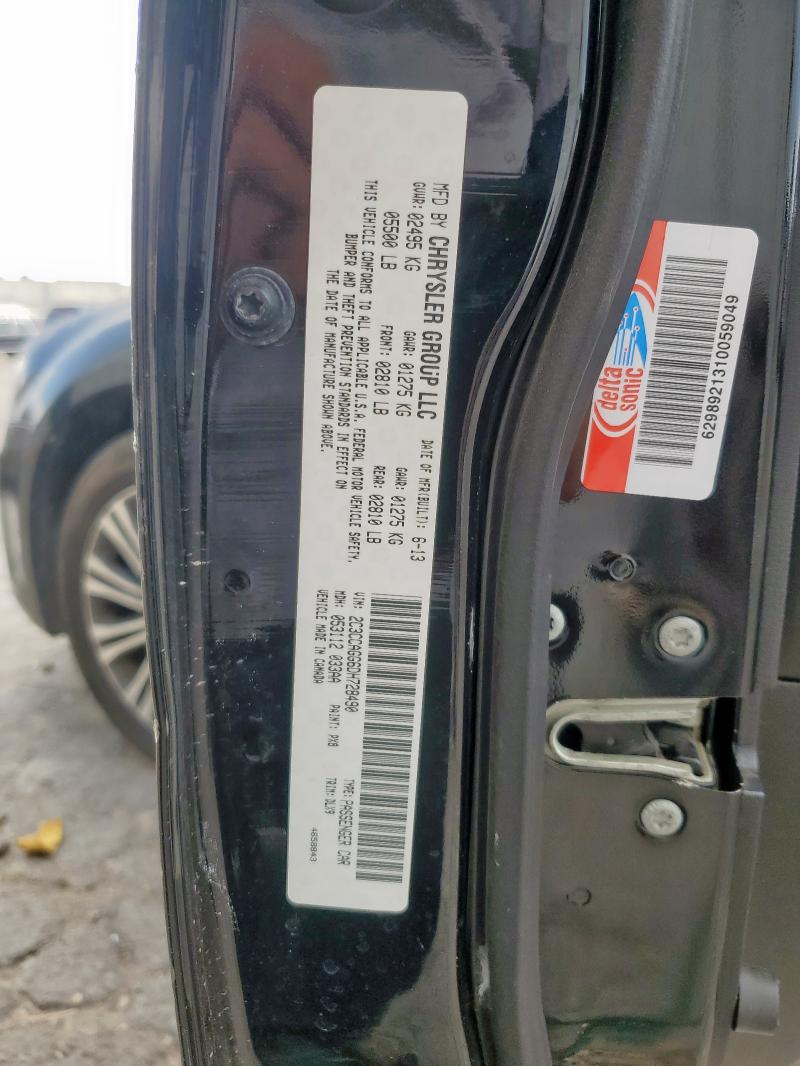 MFD BY CHRYSLER GROUP LLC DATE OF MFR(BUILT): 6-13
GVWR: 02495 KG GAWR: 01275 KG GAWR: 01275 KG
05500 LB FRONT: 02810 LB REAR: 02810 LB
THIS VEHICLE CONFORMS TO ALL APPLICABLE U.S.A. FEDERAL MOTOR VEHICLE SAFETY,
BUMPER AND THEFT PREVENTION STANDARDS IN EFFECT ON
THE DATE OF MANUFACTURE SHOWN ABOVE.
VIN: 2C3CCAGG6DH728490 TYPE: PASSENGER CAR
MDH: 053112 033AA PAINT: PX8 TRIM: DLX9
VEHICLE MADE IN CANADA 4658843
delta
sonic
6298921310059049